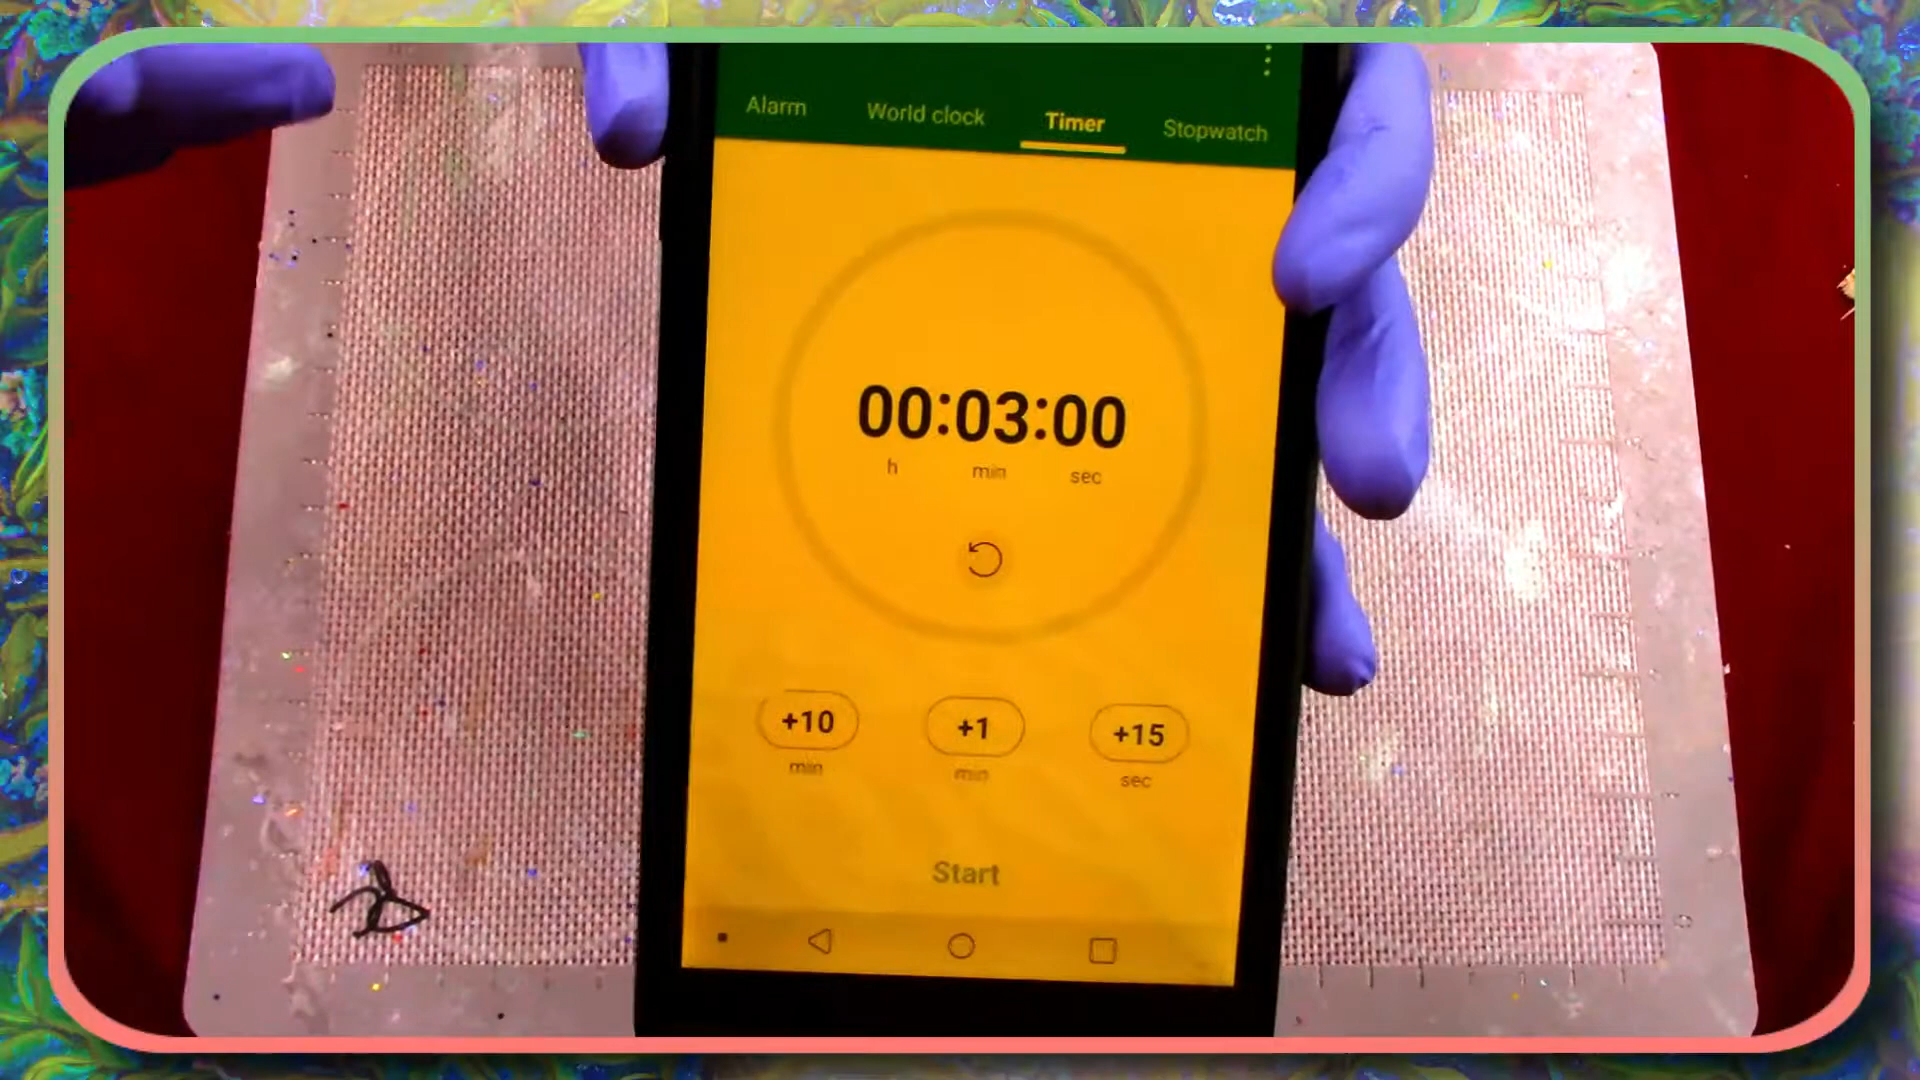 Alarm World clock Timer Stopwatch
00:03:00
h min sec
+10 +1 +15
min min sec
Start